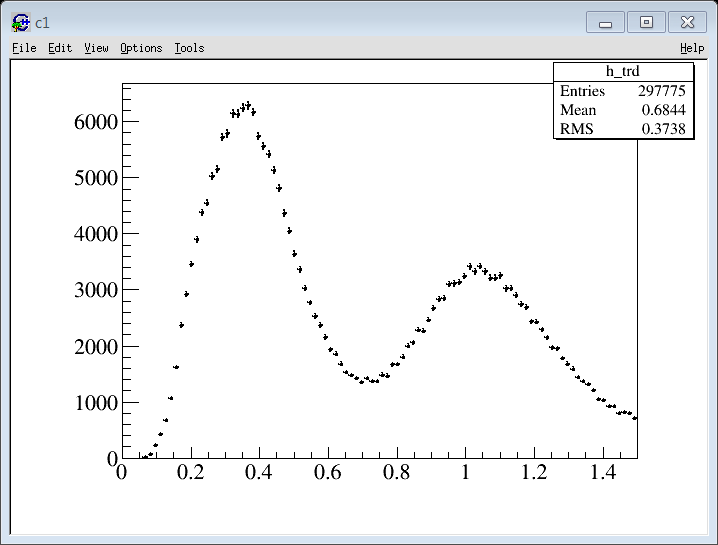 c1
File Edit View Options Tools Help
h_trd
Entries 297775
Mean 0.6844
RMS 0.3738
6000
5000
4000
3000
2000
1000
0
0 0.2 0.4 0.6 0.8 1 1.2 1.4